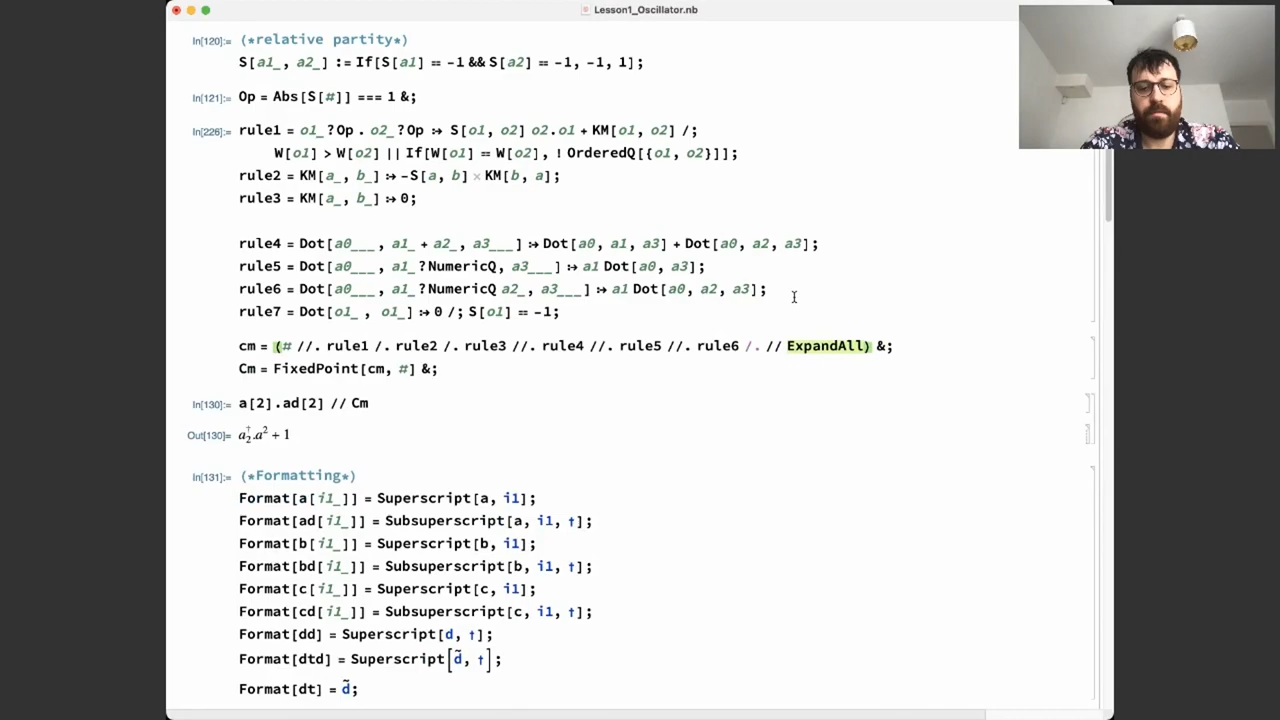 Lesson1_Oscillator.nb
In[120]:= (*relative partity*)
S[a1_, a2_] := If[S[a1] == -1 && S[a2] == -1, -1, 1];
In[121]:= Op = Abs[S[#]] === 1 &;
In[226]:= rule1 = o1_?Op . o2_?Op :> S[o1, o2] o2.o1 + KM[o1, o2] /;
W[o1] > W[o2] || If[W[o1] == W[o2], ! OrderedQ[{o1, o2}]];
rule2 = KM[a_, b_] :> -S[a, b] × KM[b, a];
rule3 = KM[a_, b_] :> 0;
rule4 = Dot[a0___, a1_ + a2_, a3___] :> Dot[a0, a1, a3] + Dot[a0, a2, a3];
rule5 = Dot[a0___, a1_?NumericQ, a3___] :> a1 Dot[a0, a3];
rule6 = Dot[a0___, a1_?NumericQ a2_, a3___] :> a1 Dot[a0, a2, a3];
rule7 = Dot[o1_, o1_] :> 0 /; S[o1] == -1;
cm = (# //. rule1 /. rule2 /. rule3 //. rule4 //. rule5 //. rule6 /. // ExpandAll) &;
Cm = FixedPoint[cm, #] &;
In[130]:= a[2].ad[2] // Cm
Out[130]= a₂†.a² + 1
In[131]:= (*Formatting*)
Format[a[i1_]] = Superscript[a, i1];
Format[ad[i1_]] = Subsuperscript[a, i1, †];
Format[b[i1_]] = Superscript[b, i1];
Format[bd[i1_]] = Subsuperscript[b, i1, †];
Format[c[i1_]] = Superscript[c, i1];
Format[cd[i1_]] = Subsuperscript[c, i1, †];
Format[dd] = Superscript[d, †];
Format[dtd] = Superscript[d̃, †];
Format[dt] = d̃;